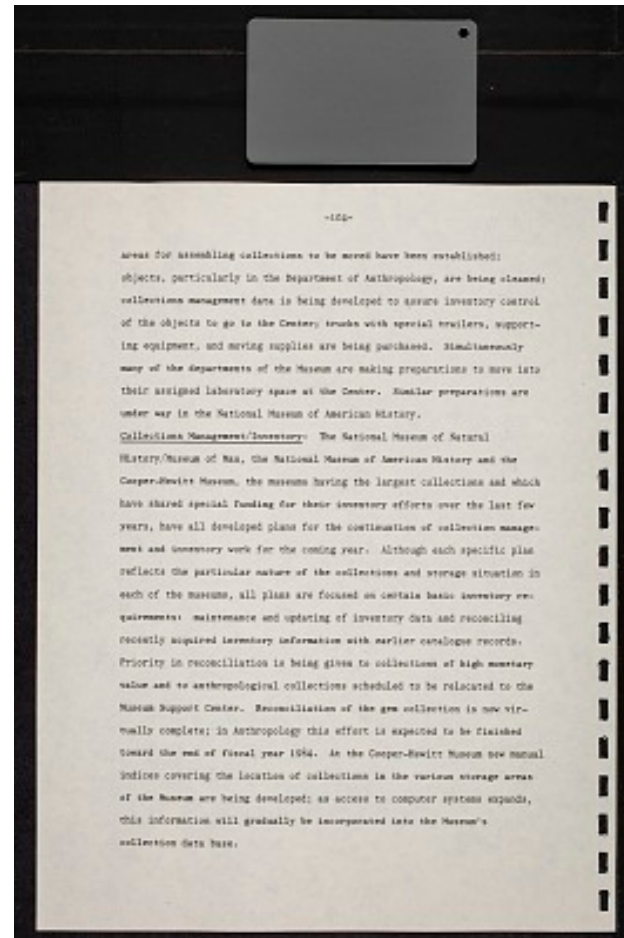 areas for assembling collections to be moved have been established;
objects, particularly in the Department of Anthropology, are being cleaned;
collections management data is being developed to assure inventory control
of the objects to go to the Center; trucks with special trailers, support-
ing equipment, and moving supplies are being purchased. Simultaneously
many of the departments of the Museum are making preparations to move into
their assigned laboratory space at the Center. Similar preparations are
under way in the National Museum of American History.
Collections Management/Inventory: The National Museum of Natural
History/Museum of Man, the National Museum of American History and the
Cooper-Hewitt Museum, the museums having the largest collections and which
have shared special funding for their inventory efforts over the last few
years, have all developed plans for the continuation of collection manage-
ment and inventory work for the coming year. Although each specific plan
reflects the particular nature of the collections and storage situation in
each of the museums, all plans are focused on certain basic inventory re-
quirements: maintenance and updating of inventory data and reconciling
recently acquired inventory information with earlier catalogue records.
Priority in reconciliation is being given to collections of high monetary
value and to anthropological collections scheduled to be relocated to the
Museum Support Center. Reconciliation of the gem collection is now vir-
tually complete; in Anthropology this effort is expected to be finished
toward the end of fiscal year 1984. At the Cooper-Hewitt Museum new manual
indices covering the location of collections in the various storage areas
of the Museum are being developed; as access to computer systems expands,
this information will gradually be incorporated into the Museum's
collection data base.